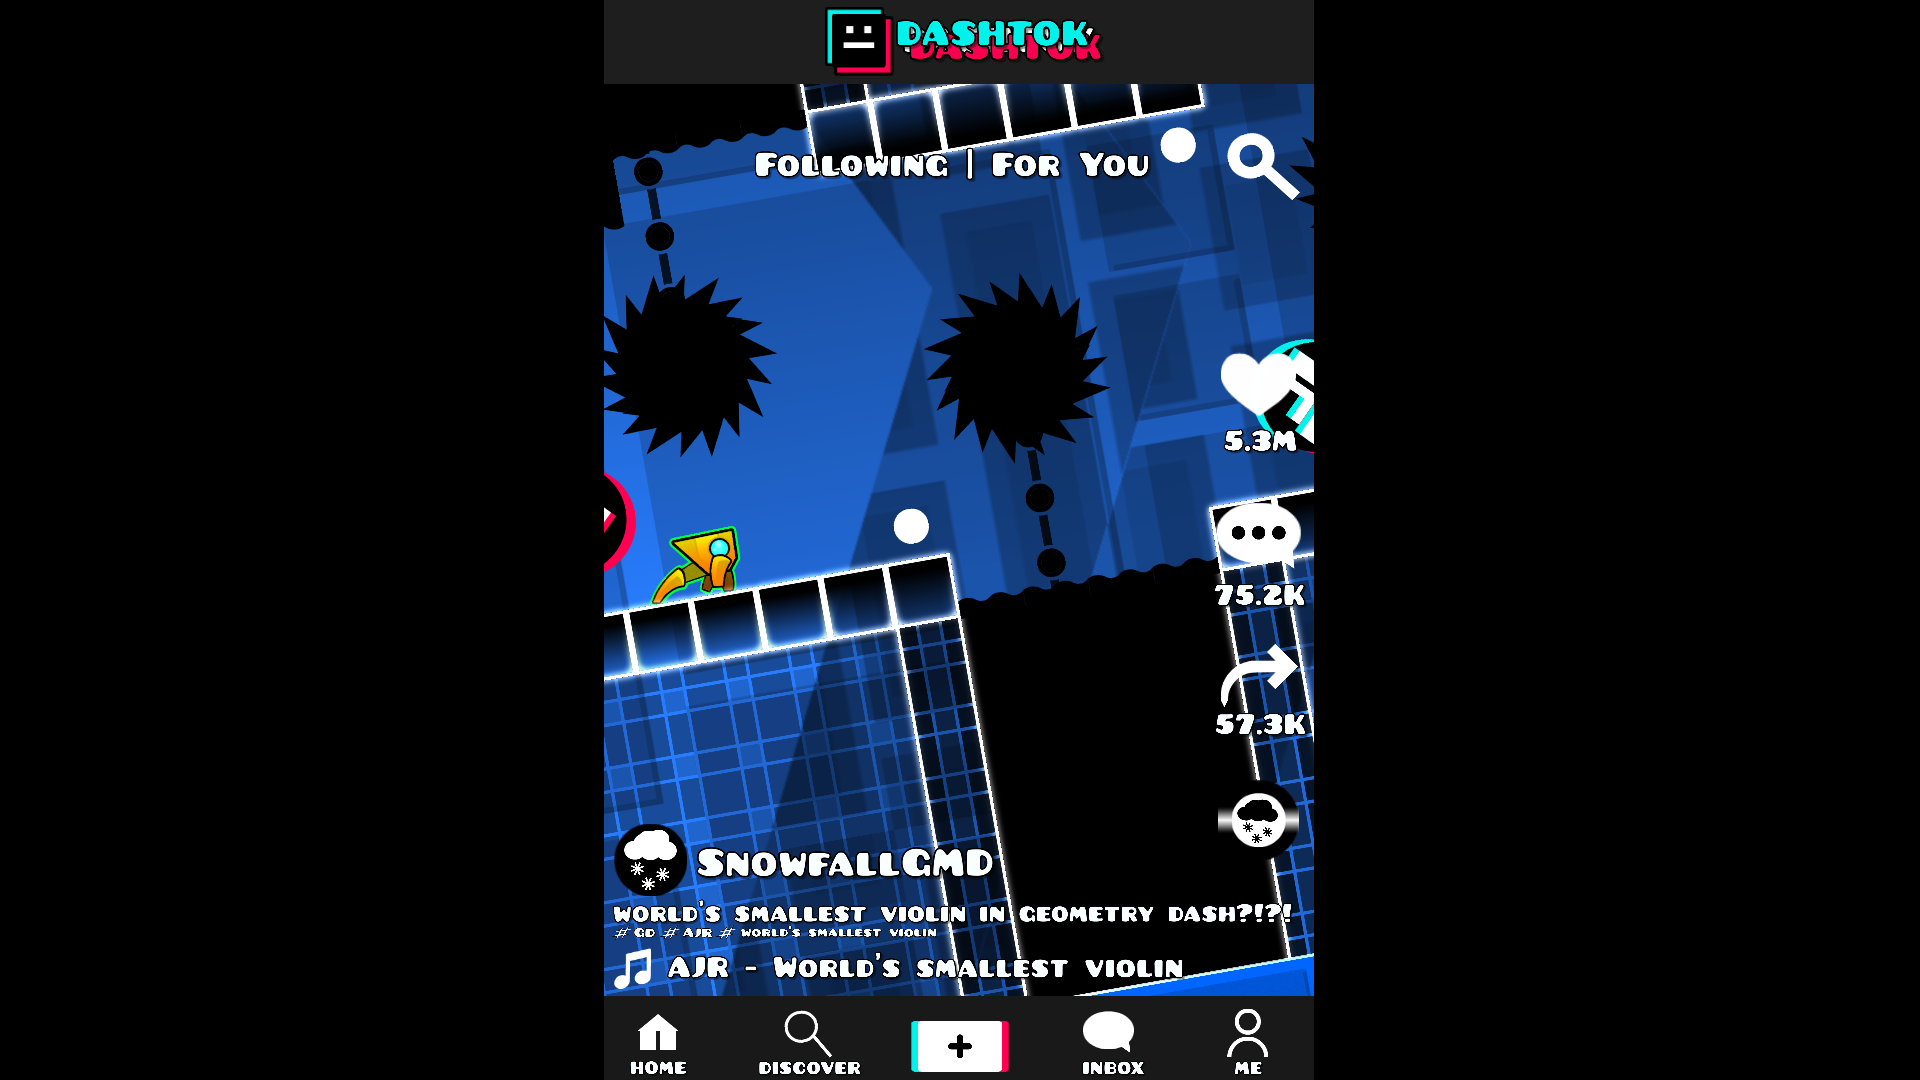 DASHTOK
FOLLOWING | FOR YOU
5.3M
75.2K
57.3K
SNOWFALLGMD
WORLD'S SMALLEST VIOLIN IN GEOMETRY DASH?!?!
# GD # AJR # WORLD'S SMALLEST VIOLIN
AJR - WORLD'S SMALLEST VIOLIN
HOME
DISCOVER
INBOX
ME